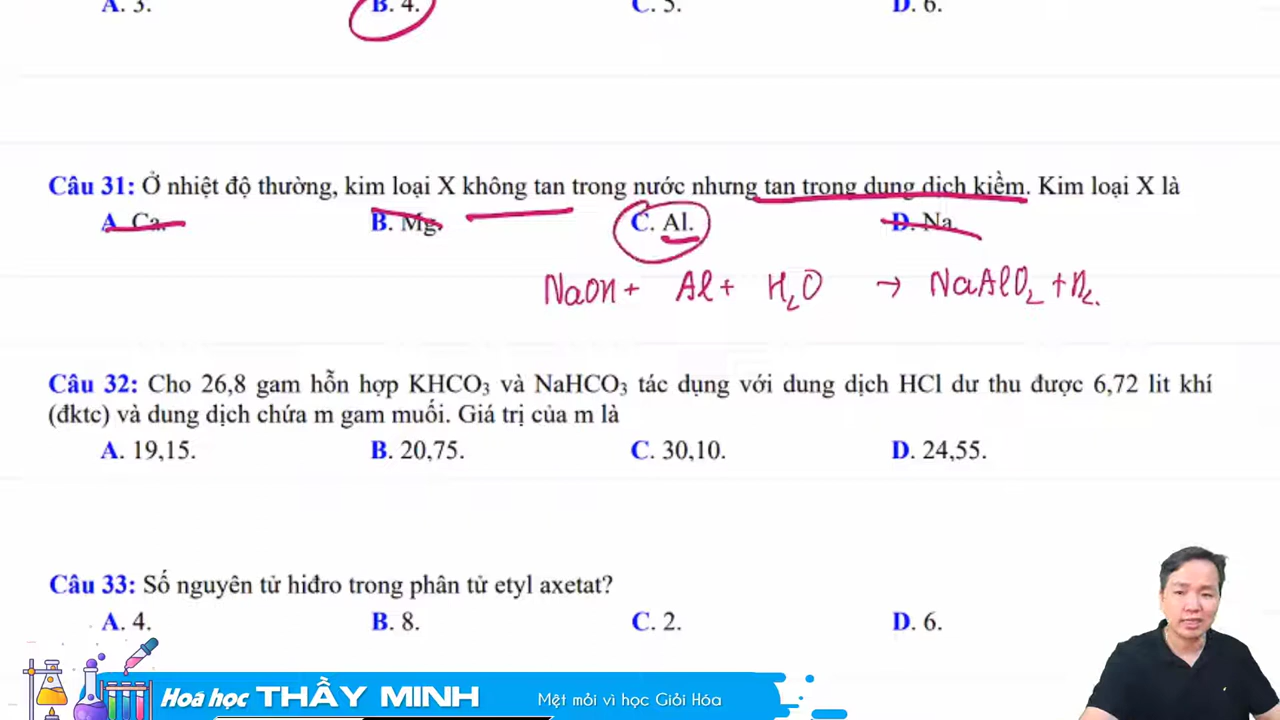 A. 3. B. 4. C. 5. D. 6.
Câu 31: Ở nhiệt độ thường, kim loại X không tan trong nước nhưng tan trong dung dịch kiềm. Kim loại X là
A. Ca. B. Mg. C. Al. D. Na.
NaOH + Al + H₂O → NaAlO₂ + H₂.
Câu 32: Cho 26,8 gam hỗn hợp KHCO₃ và NaHCO₃ tác dụng với dung dịch HCl dư thu được 6,72 lit khí
(đktc) và dung dịch chứa m gam muối. Giá trị của m là
A. 19,15. B. 20,75. C. 30,10. D. 24,55.
Câu 33: Số nguyên tử hiđro trong phân tử etyl axetat?
A. 4. B. 8. C. 2. D. 6.
Hoá học THẦY MINH Mệt mỏi vì học Giỏi Hóa